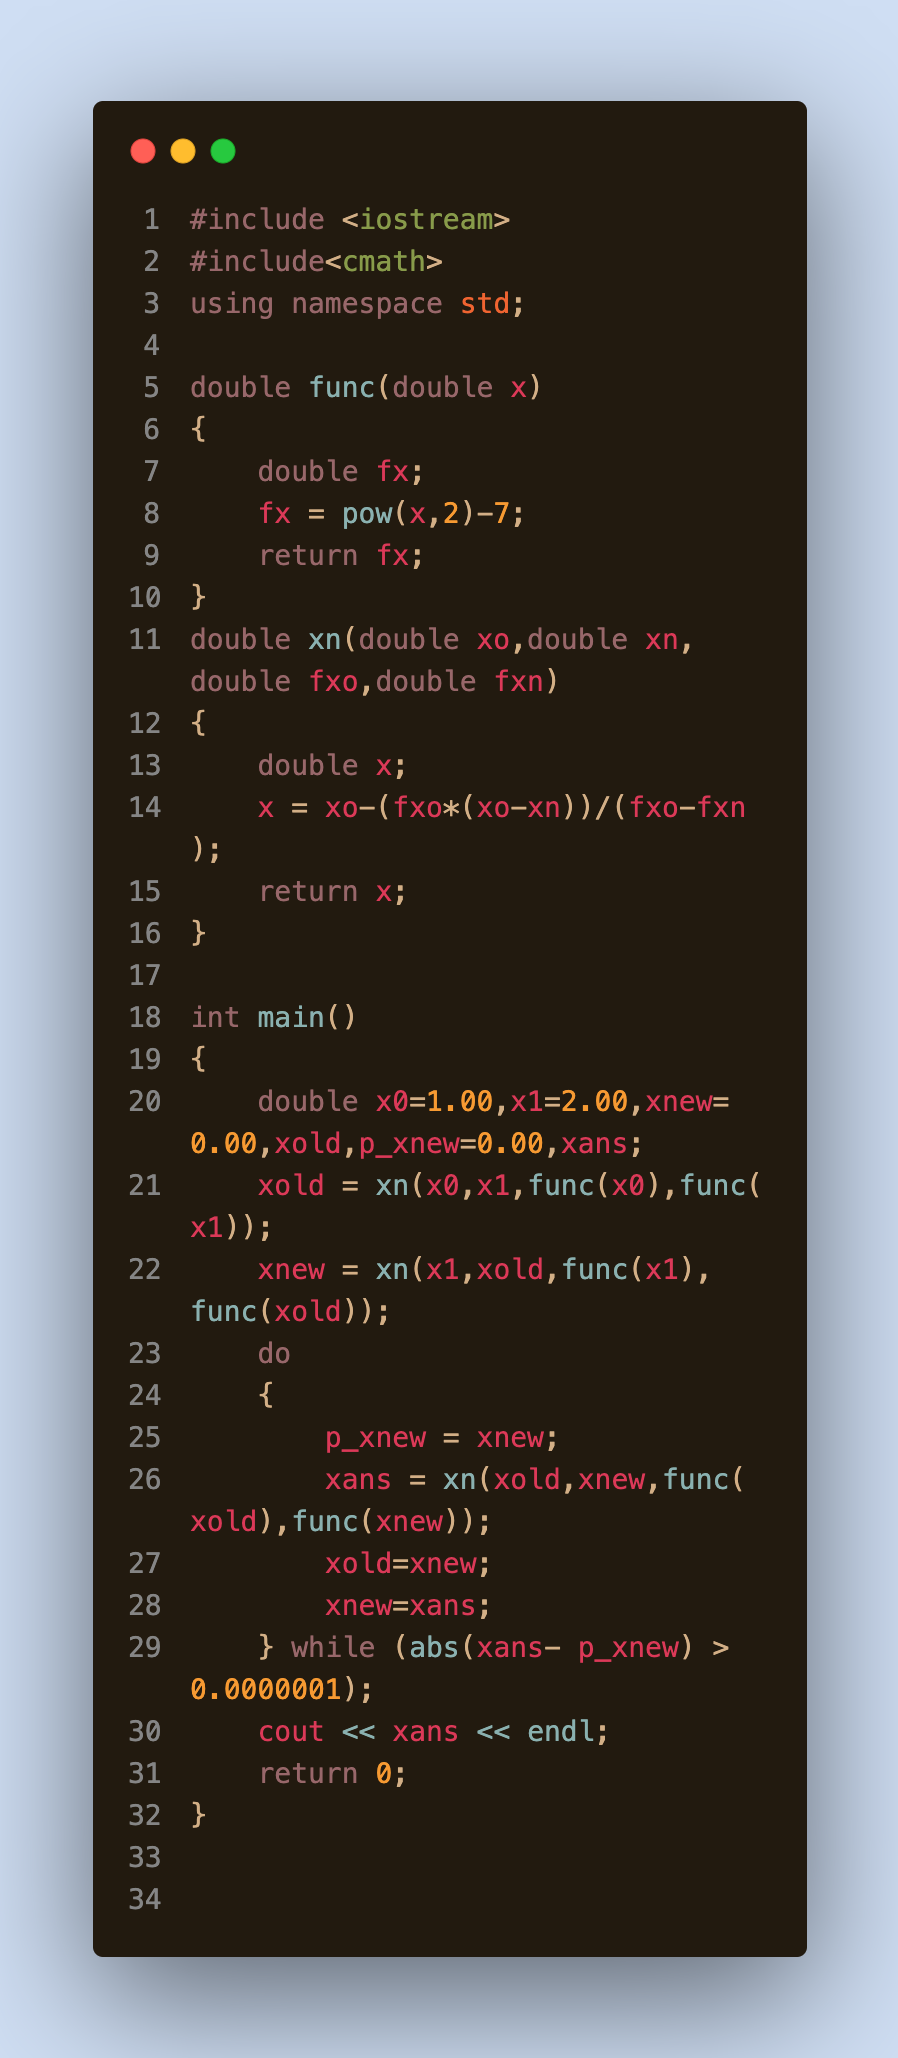 1 #include <iostream>
2 #include<cmath>
3 using namespace std;
4
5 double func(double x)
6 {
7     double fx;
8     fx = pow(x,2)-7;
9     return fx;
10 }
11 double xn(double xo,double xn,
double fxo,double fxn)
12 {
13     double x;
14     x = xo-(fxo*(xo-xn))/(fxo-fxn
);
15     return x;
16 }
17
18 int main()
19 {
20     double x0=1.00,x1=2.00,xnew=
0.00,xold,p_xnew=0.00,xans;
21     xold = xn(x0,x1,func(x0),func(
x1));
22     xnew = xn(x1,xold,func(x1),
func(xold));
23     do
24     {
25         p_xnew = xnew;
26         xans = xn(xold,xnew,func(
xold),func(xnew));
27         xold=xnew;
28         xnew=xans;
29     } while (abs(xans- p_xnew) >
0.0000001);
30     cout << xans << endl;
31     return 0;
32 }
33
34